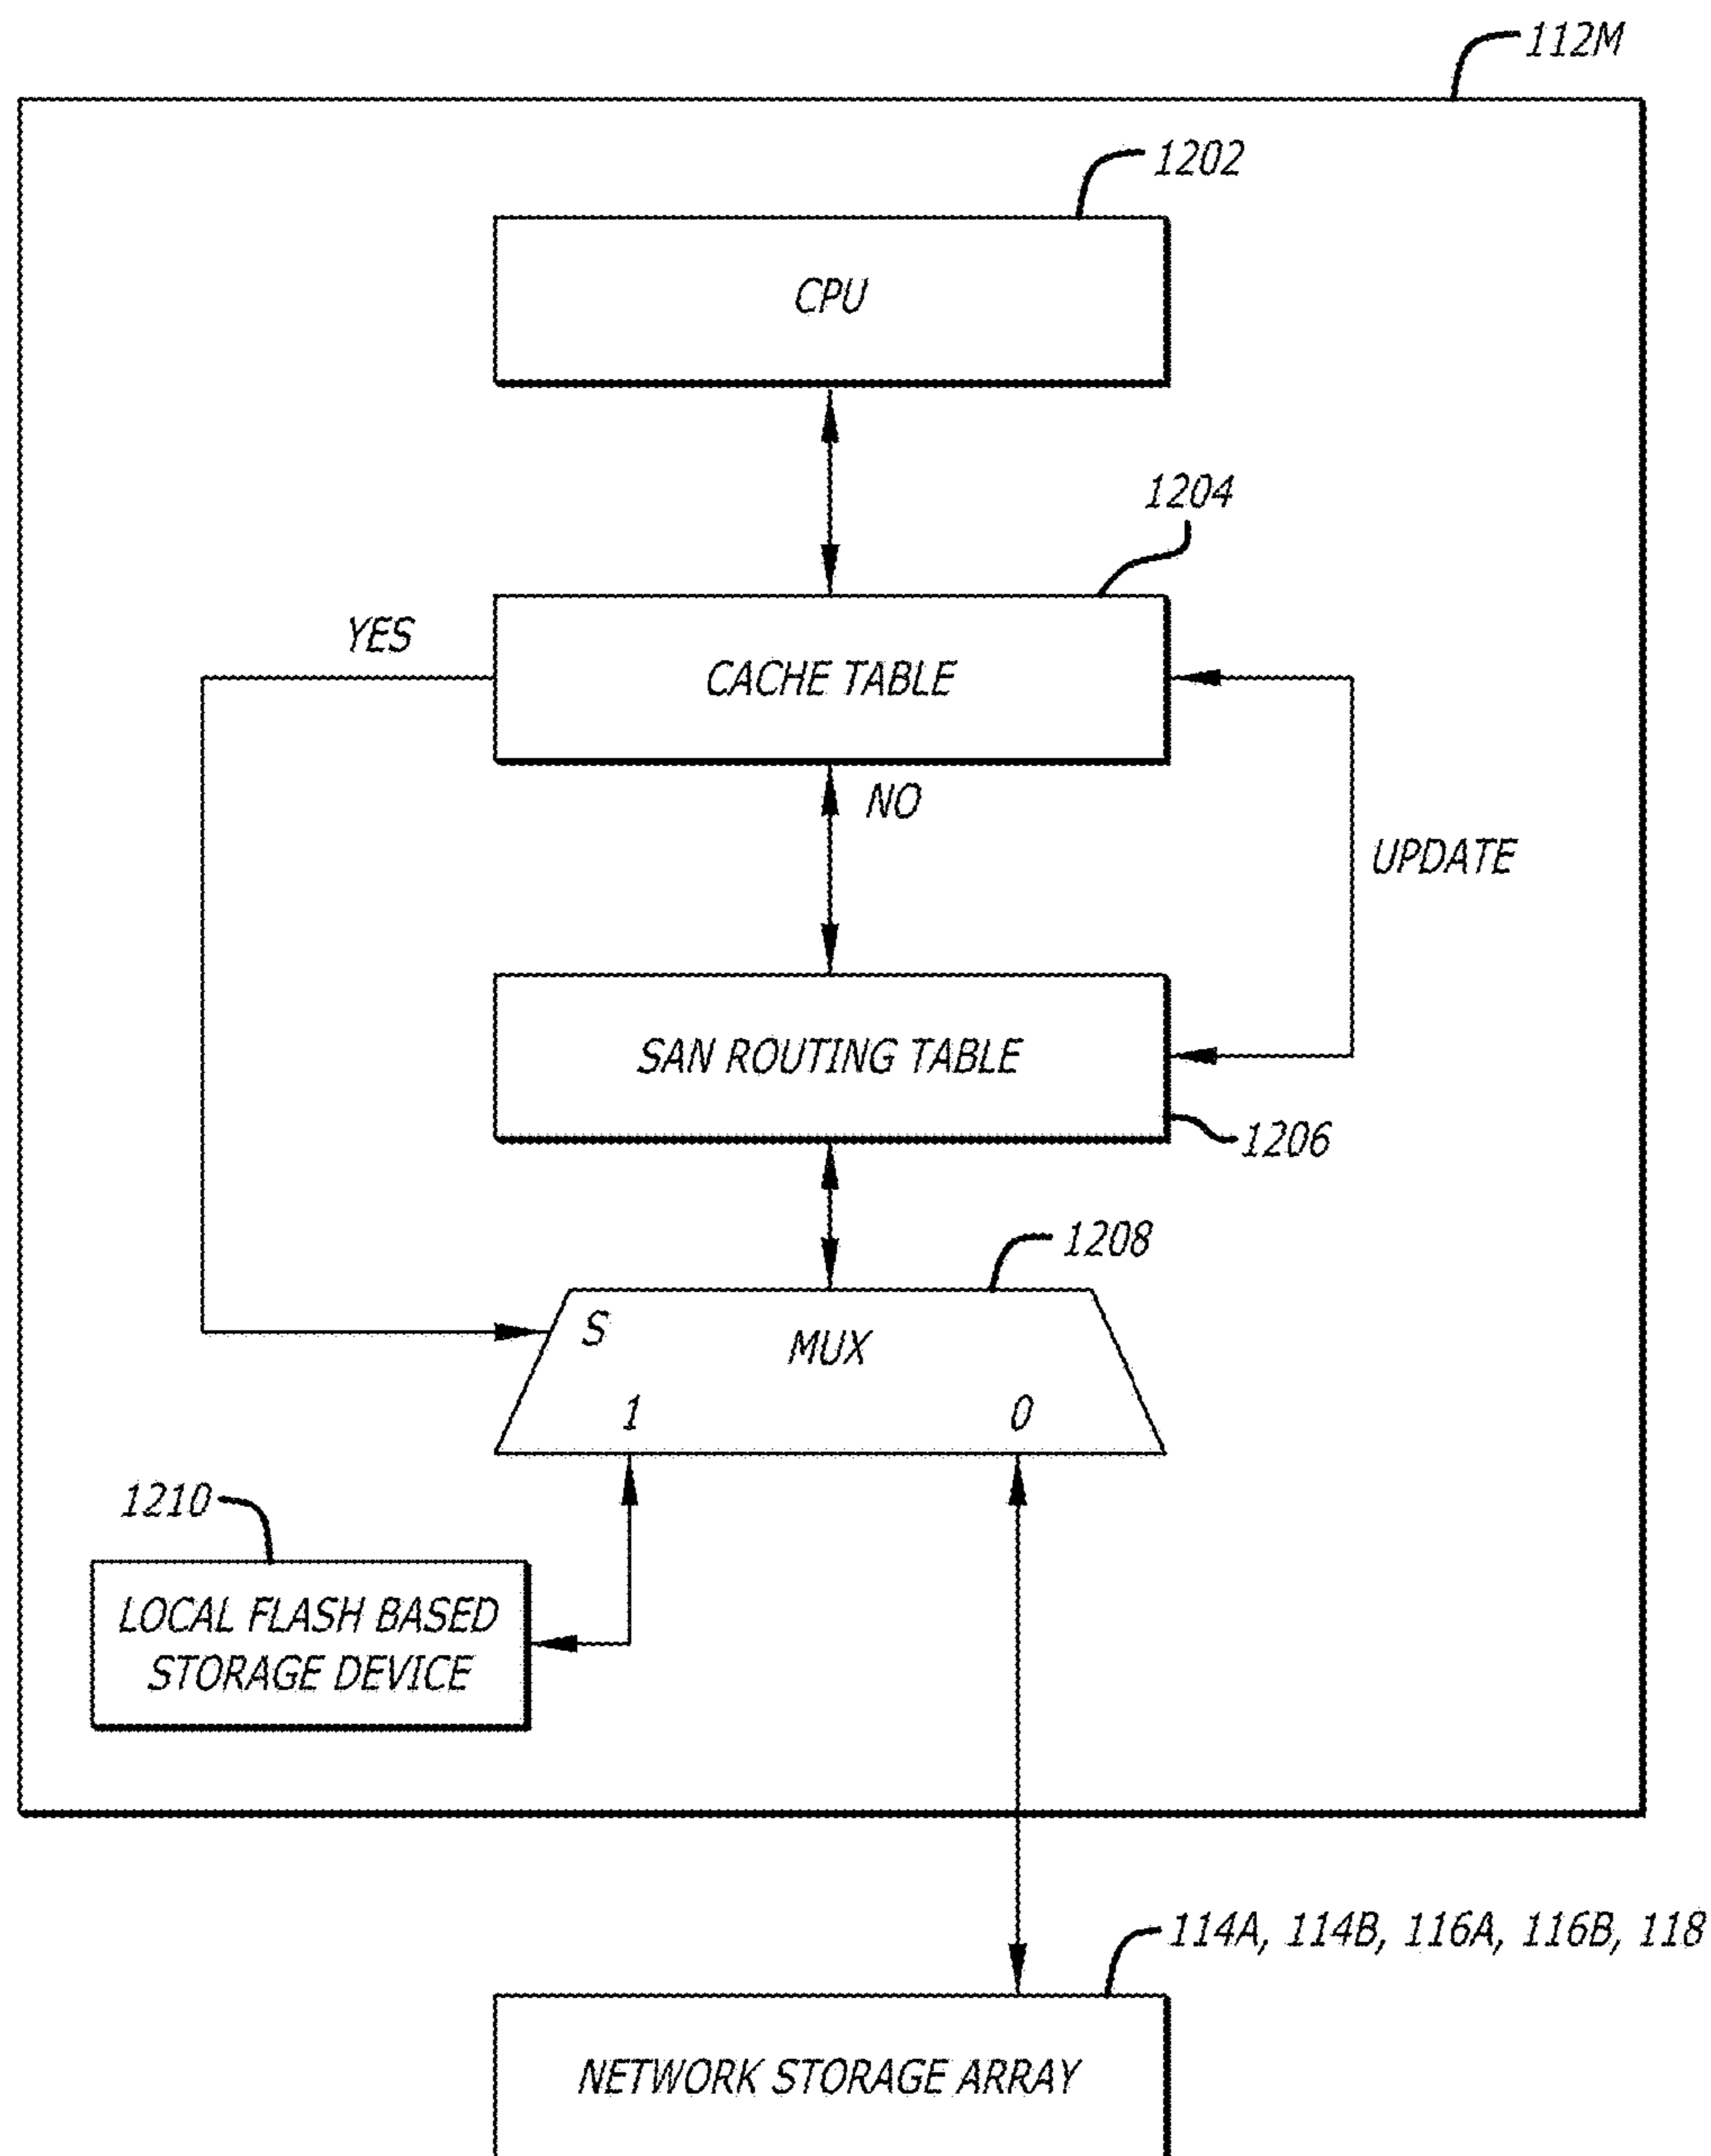 112M
1202
CPU
1204
YES
CACHE TABLE
NO
UPDATE
SAN ROUTING TABLE
1206
1208
S
MUX
1
0
1210
LOCAL FLASH BASED
STORAGE DEVICE
114A, 114B, 116A, 116B, 118
NETWORK STORAGE ARRAY